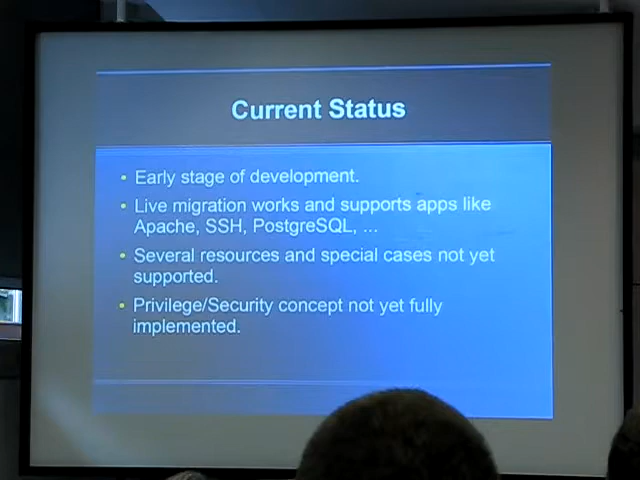 Current Status
• Early stage of development.
• Live migration works and supports apps like
Apache, SSH, PostgreSQL, ...
• Several resources and special cases not yet
supported.
• Privilege/Security concept not yet fully
implemented.